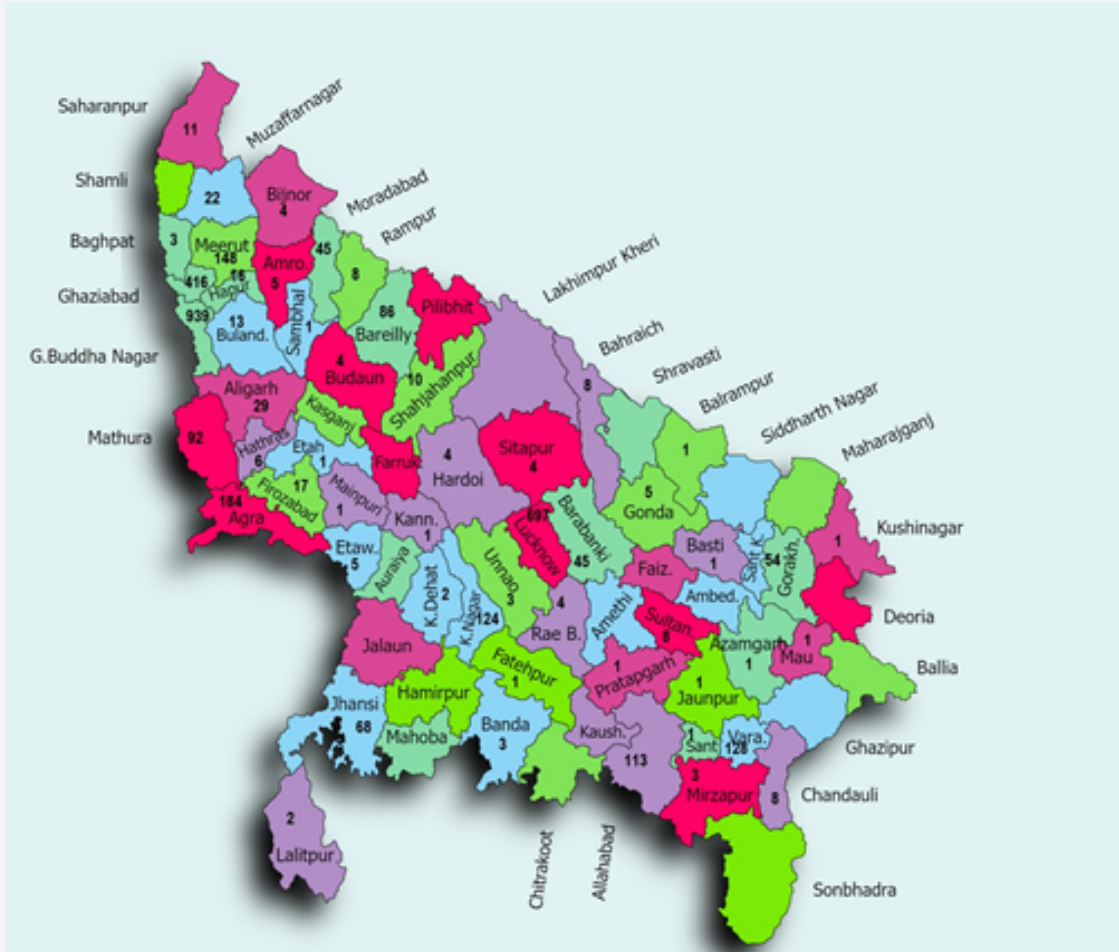 Saharanpur
11
Muzaffarnagar
Shamli
22
Bijnor
4
Moradabad
Rampur
Baghpat
3
Meerut
148
45
Amro.
5
8
Lakhimpur Kheri
Ghaziabad
416
16
Hapur
939
13
Buland.
Sambhal
1
86
Bareilly
Pilibhit
Bahraich
8
Shravasti
G.Buddha Nagar
4
Budaun
10
Shahjahanpur
Balrampur
1
Aligarh
29
Kasganj
Siddharth Nagar
Mathura
92
Hathras
6
Etah
1
Farruk
4
Hardoi
Sitapur
4
Maharajganj
184
Agra
17
Firozabad
Mainpuri
1
Kann.
1
697
Lucknow
Barabanki
45
5
Gonda
Kushinagar
1
Etaw.
5
Auraiya
K.Dehat
2
K.Nagar
124
Unnao
3
Faiz.
Basti
1
Sant K.
54
Gorakh.
4
Rae B.
Amethi
Sultan.
8
Ambed.
Deoria
Jalaun
Azamgarh
1
1
Mau
Ballia
Fatehpur
1
1
Pratapgarh
1
Jaunpur
Jhansi
68
Hamirpur
Mahoba
Banda
3
Kaush.
113
1
Sant
Vara.
128
Ghazipur
3
Mirzapur
8
Chandauli
2
Lalitpur
Chitrakoot
Allahabad
Sonbhadra